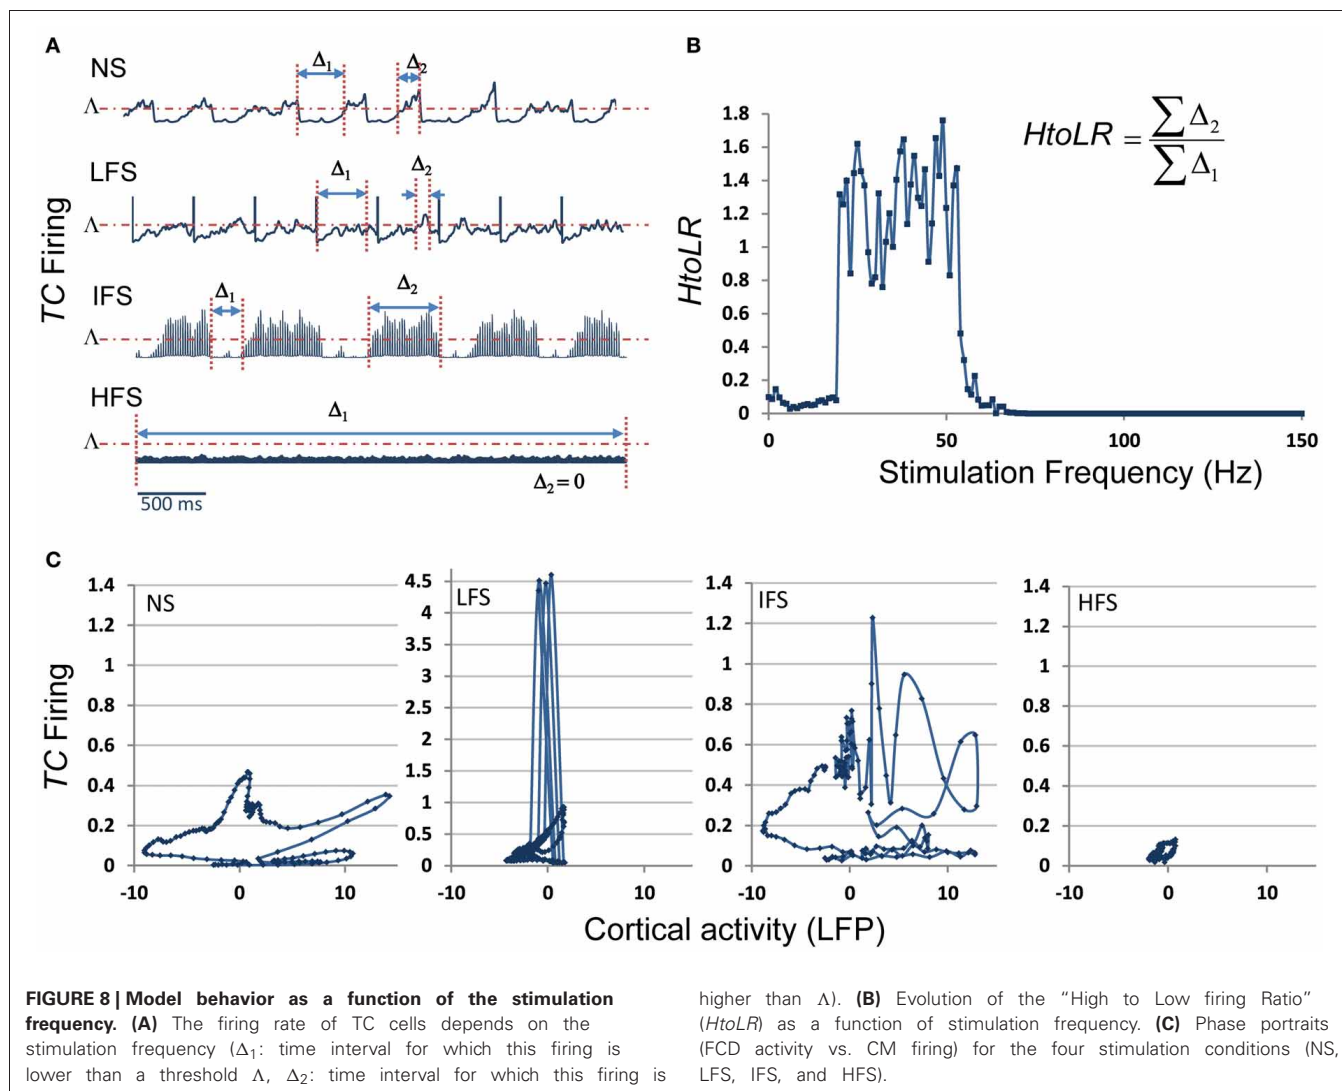 A
NS
Δ1
Δ2
Λ
LFS
Δ1
Δ2
Λ
IFS
Δ1
Δ2
Λ
HFS
Δ1
Λ
Δ2 = 0
500 ms
TC Firing
B
1.8
1.6
1.4
1.2
1
0.8
0.6
0.4
0.2
0
0 50 100 150
HtoLR
Stimulation Frequency (Hz)
HtoLR = ∑Δ2 / ∑Δ1
C
TC Firing
NS
1.4
1.2
1
0.8
0.6
0.4
0.2
0
-10 0 10
LFS
4.5
4
3.5
3
2.5
2
1.5
1
0.5
0
-10 0 10
IFS
1.4
1.2
1
0.8
0.6
0.4
0.2
0
-10 0 10
HFS
1.4
1.2
1
0.8
0.6
0.4
0.2
0
-10 0 10
Cortical activity (LFP)
FIGURE 8 | Model behavior as a function of the stimulation
frequency. (A) The firing rate of TC cells depends on the
stimulation frequency (Δ1: time interval for which this firing is
lower than a threshold Λ, Δ2: time interval for which this firing is
higher than Λ). (B) Evolution of the “High to Low firing Ratio”
(HtoLR) as a function of stimulation frequency. (C) Phase portraits
(FCD activity vs. CM firing) for the four stimulation conditions (NS,
LFS, IFS, and HFS).